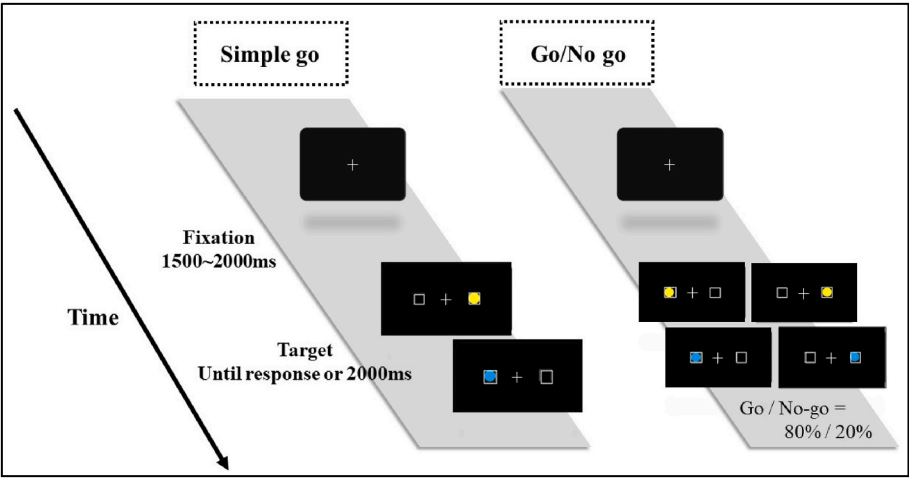 Simple go
Go/No go
Fixation
1500~2000ms
Time
Target
Until response or 2000ms
Go / No-go =
80% / 20%